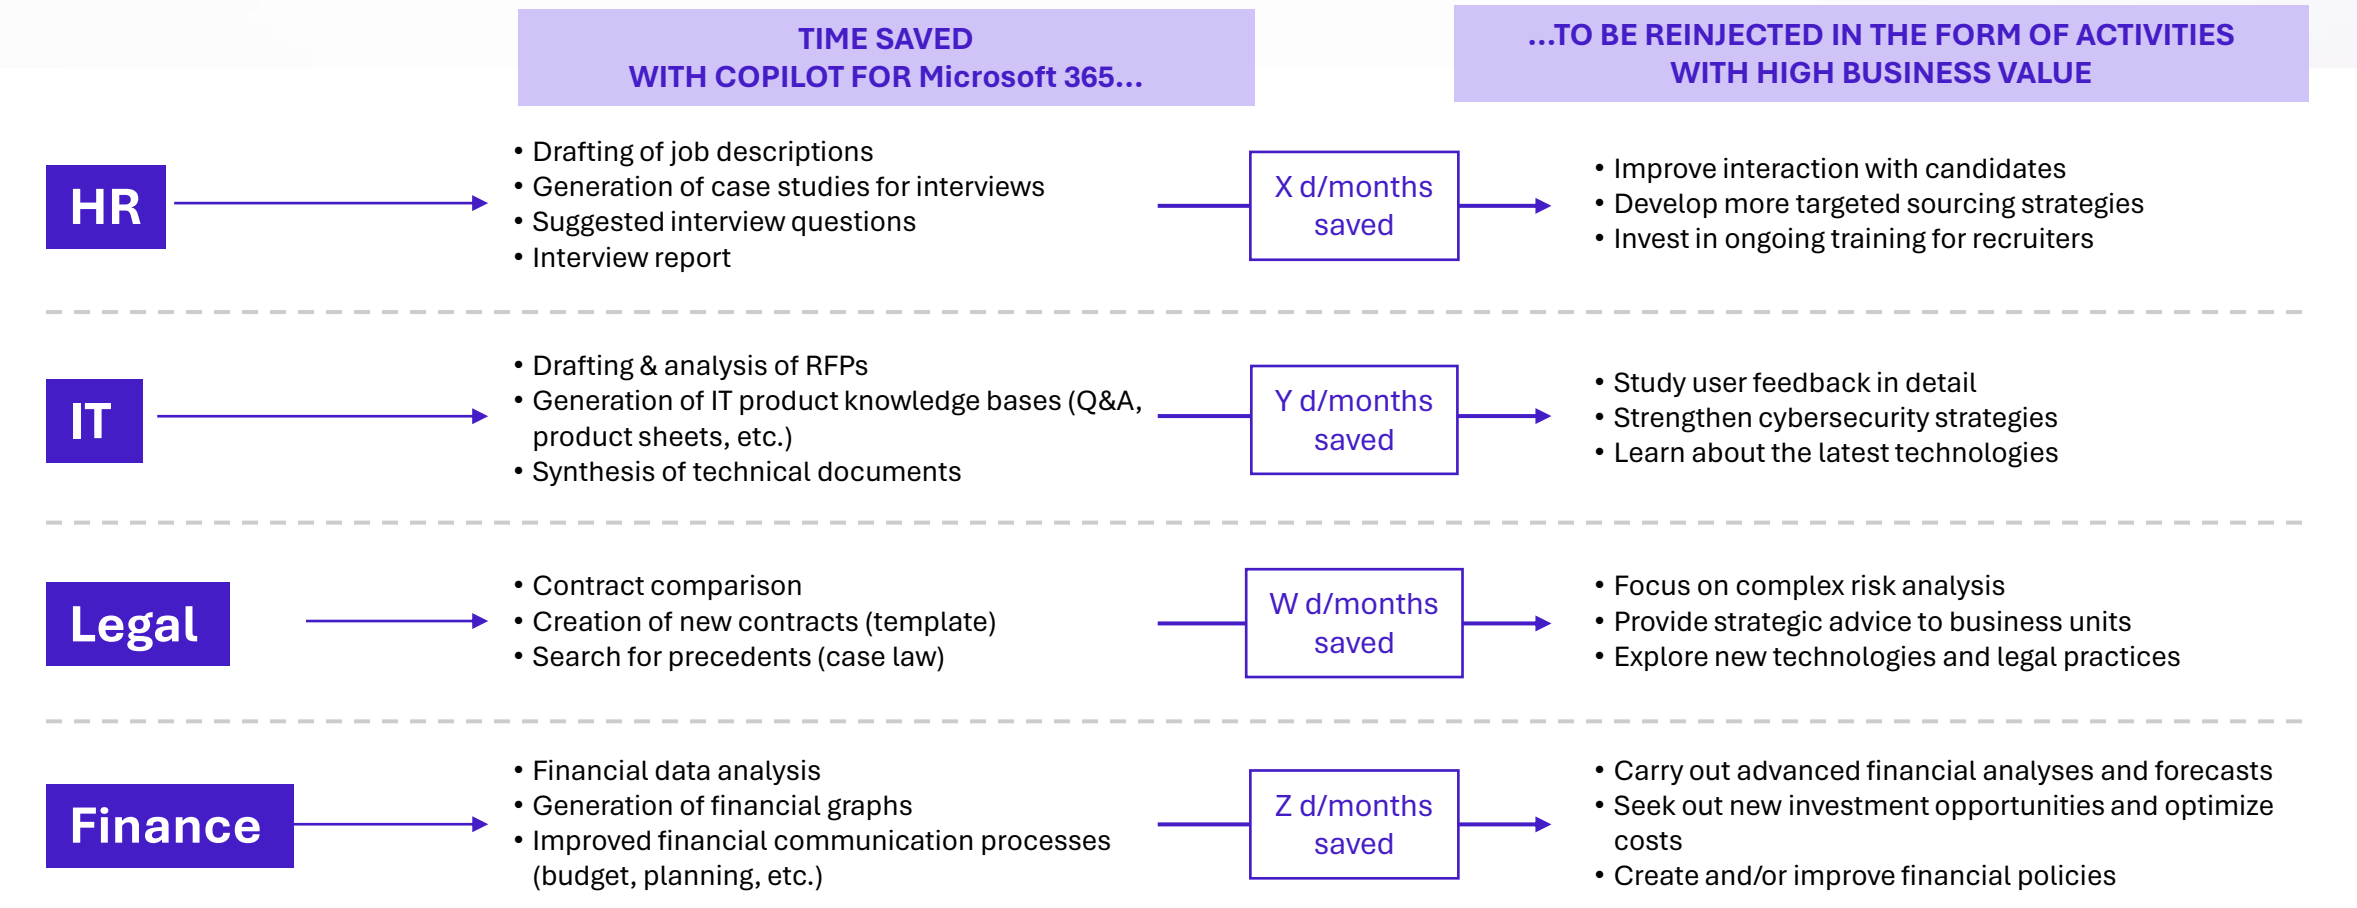 TIME SAVED
WITH COPILOT FOR Microsoft 365...
...TO BE REINJECTED IN THE FORM OF ACTIVITIES
WITH HIGH BUSINESS VALUE
HR
• Drafting of job descriptions
• Generation of case studies for interviews
• Suggested interview questions
• Interview report
X d/months
saved
• Improve interaction with candidates
• Develop more targeted sourcing strategies
• Invest in ongoing training for recruiters
IT
• Drafting & analysis of RFPs
• Generation of IT product knowledge bases (Q&A,
product sheets, etc.)
• Synthesis of technical documents
Y d/months
saved
• Study user feedback in detail
• Strengthen cybersecurity strategies
• Learn about the latest technologies
Legal
• Contract comparison
• Creation of new contracts (template)
• Search for precedents (case law)
W d/months
saved
• Focus on complex risk analysis
• Provide strategic advice to business units
• Explore new technologies and legal practices
Finance
• Financial data analysis
• Generation of financial graphs
• Improved financial communication processes
(budget, planning, etc.)
Z d/months
saved
• Carry out advanced financial analyses and forecasts
• Seek out new investment opportunities and optimize
costs
• Create and/or improve financial policies